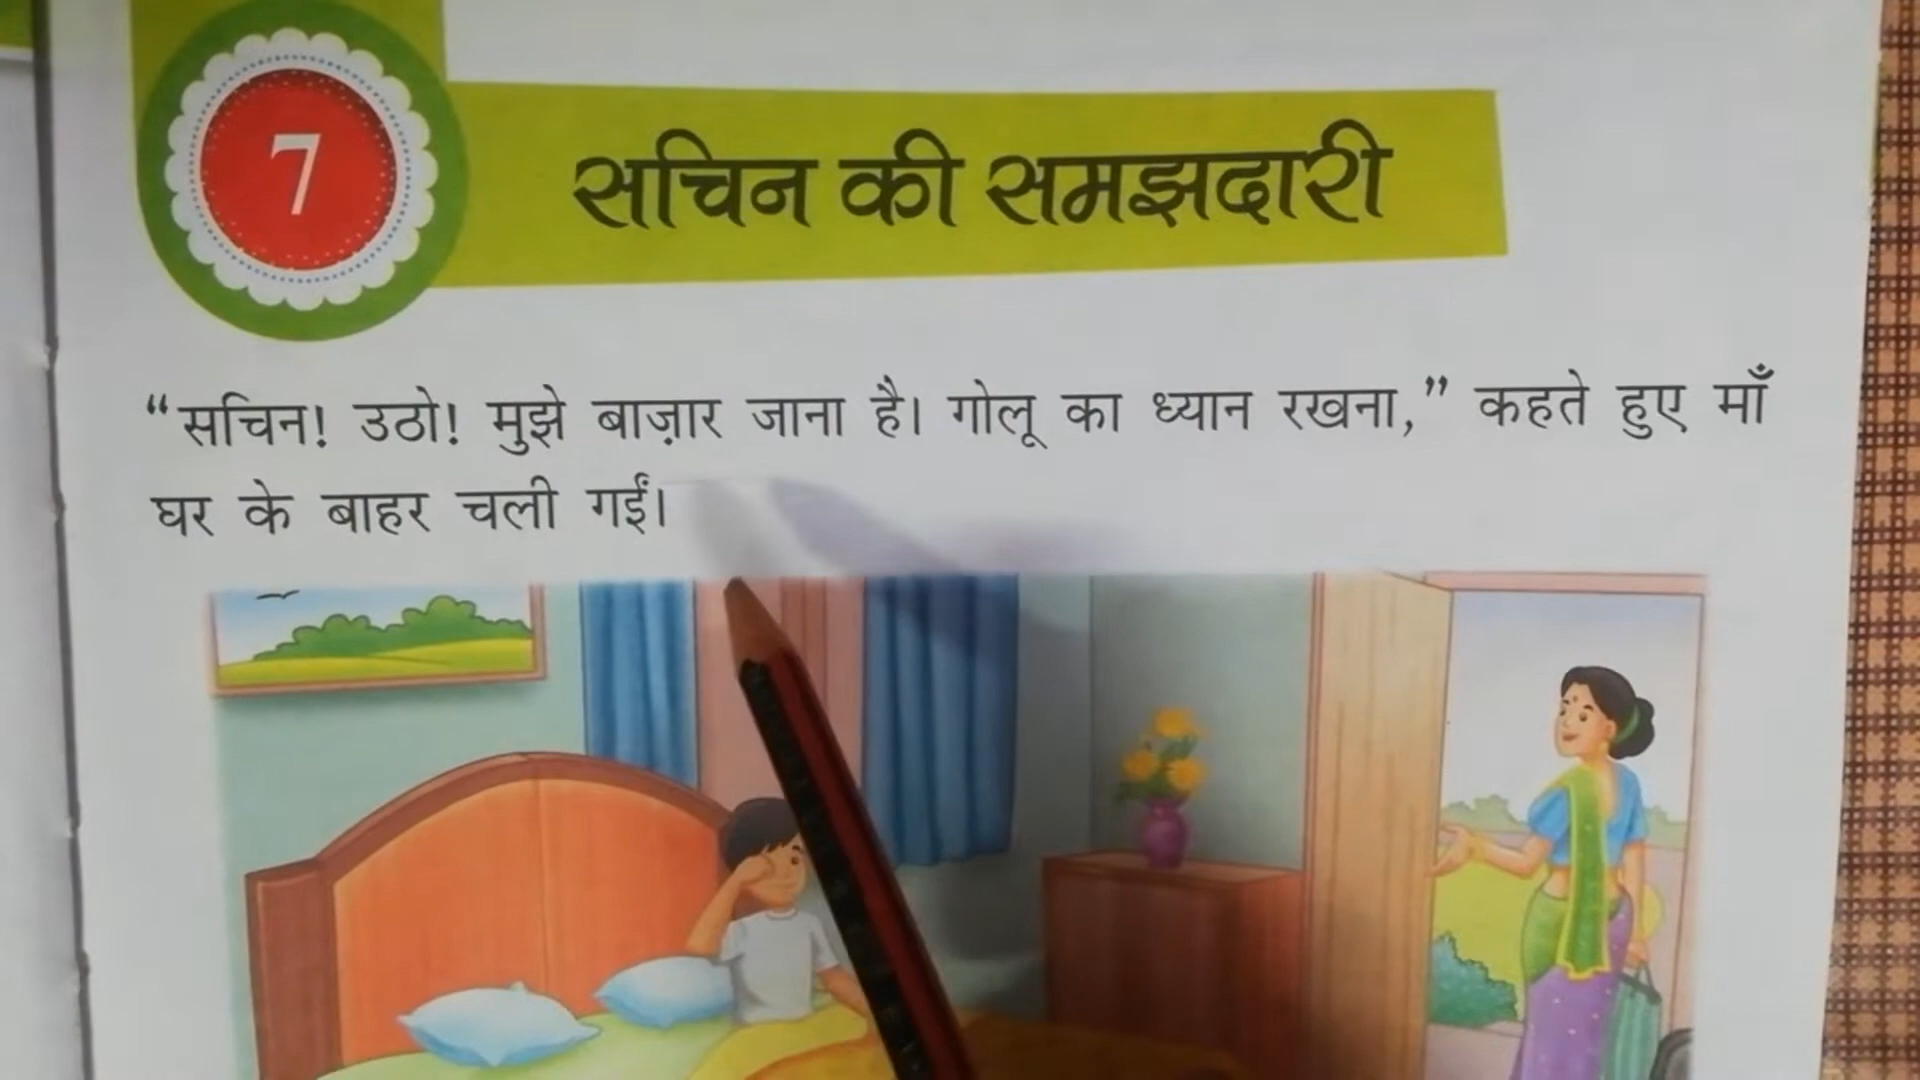 7
सचिन की समझदारी
“सचिन! उठो! मुझे बाज़ार जाना है। गोलू का ध्यान रखना,” कहते हुए माँ
घर के बाहर चली गईं।